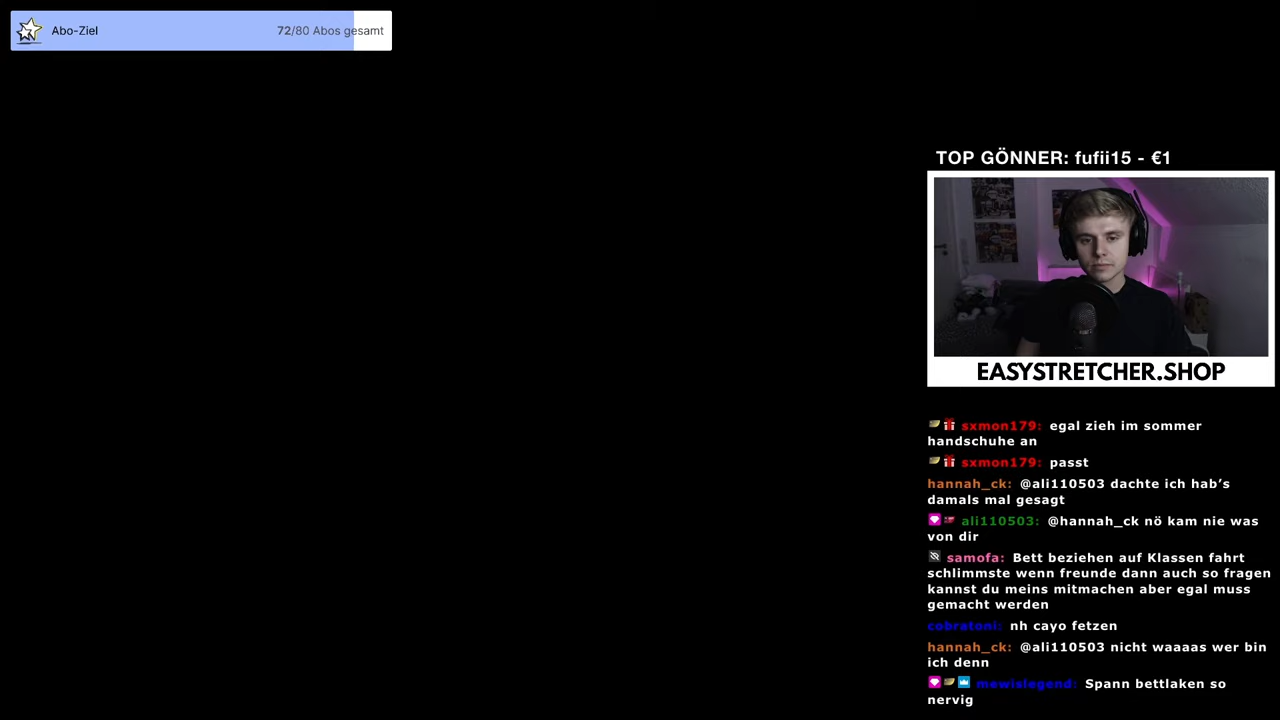 Abo-Ziel
72/80 Abos gesamt
TOP GÖNNER: fufii15 - €1
EASYSTRETCHER.SHOP
sxmon179: egal zieh im sommer
handschuhe an
sxmon179: passt
hannah_ck: @ali110503 dachte ich hab’s
damals mal gesagt
ali110503: @hannah_ck nö kam nie was
von dir
samofa: Bett beziehen auf Klassen fahrt
schlimmste wenn freunde dann auch so fragen
kannst du meins mitmachen aber egal muss
gemacht werden
cobratoni: nh cayo fetzen
hannah_ck: @ali110503 nicht waaaas wer bin
ich denn
mewislegend: Spann bettlaken so
nervig